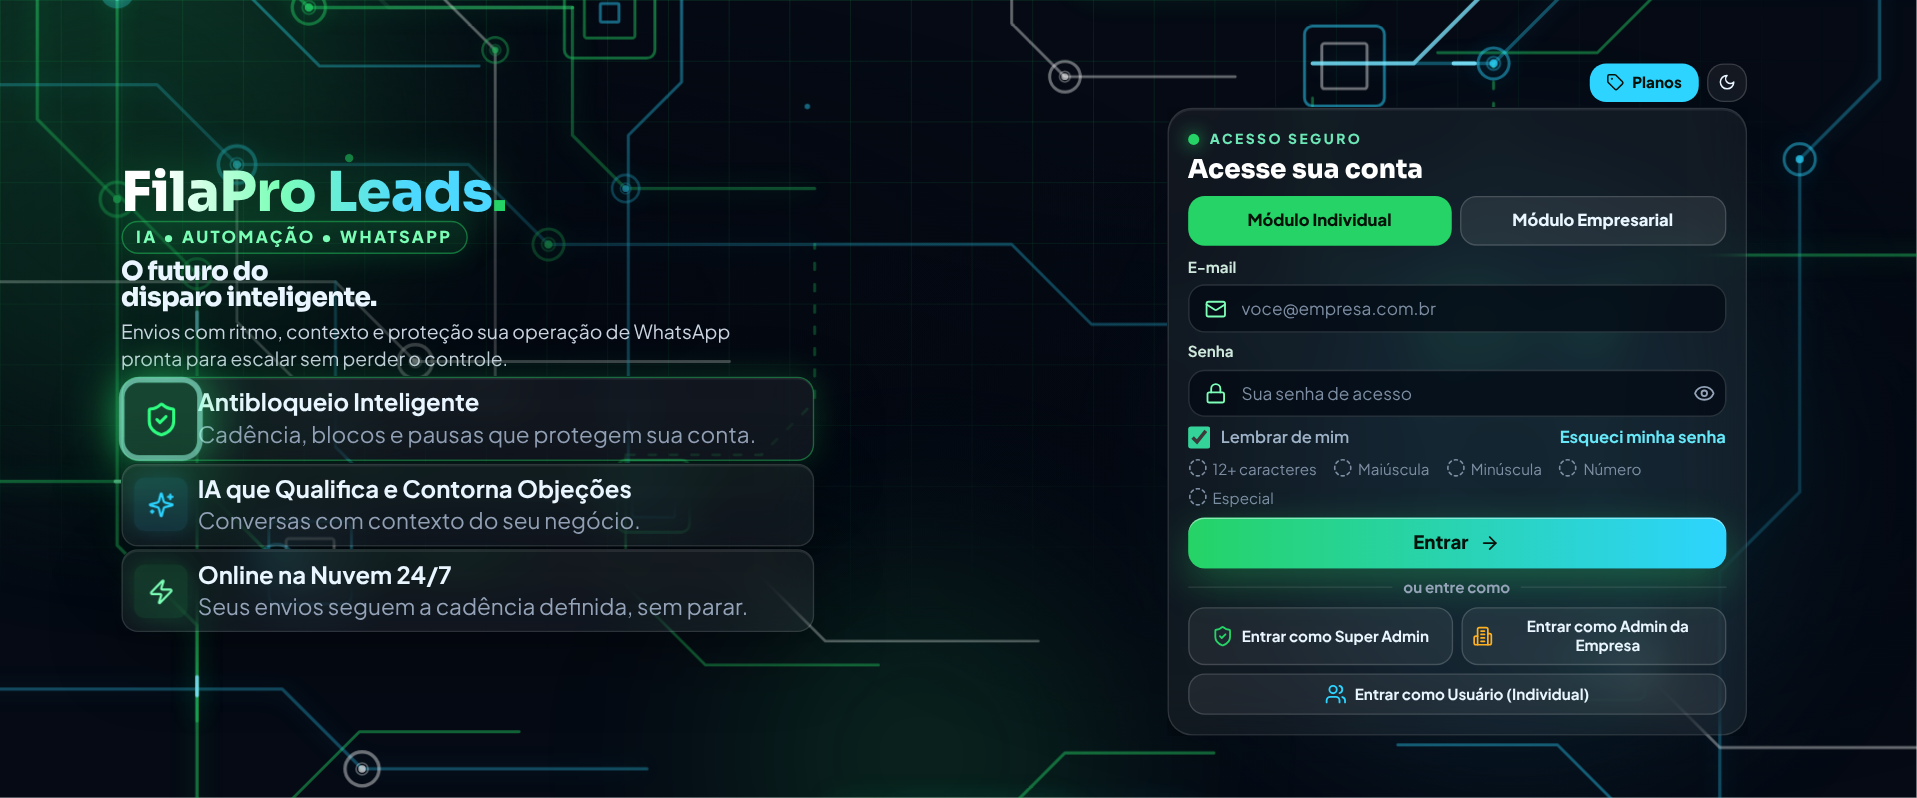 FilaPro Leads.
IA • AUTOMAÇÃO • WHATSAPP
O futuro do
disparo inteligente.
Envios com ritmo, contexto e proteção sua operação de WhatsApp
pronta para escalar sem perder o controle.
Antibloqueio Inteligente
Cadência, blocos e pausas que protegem sua conta.
IA que Qualifica e Contorna Objeções
Conversas com contexto do seu negócio.
Online na Nuvem 24/7
Seus envios seguem a cadência definida, sem parar.
Planos
ACESSO SEGURO
Acesse sua conta
Módulo Individual
Módulo Empresarial
E-mail
voce@empresa.com.br
Senha
Sua senha de acesso
Lembrar de mim
Esqueci minha senha
12+ caracteres
Maiúscula
Minúscula
Número
Especial
Entrar →
ou entre como
Entrar como Super Admin
Entrar como Admin da
Empresa
Entrar como Usuário (Individual)